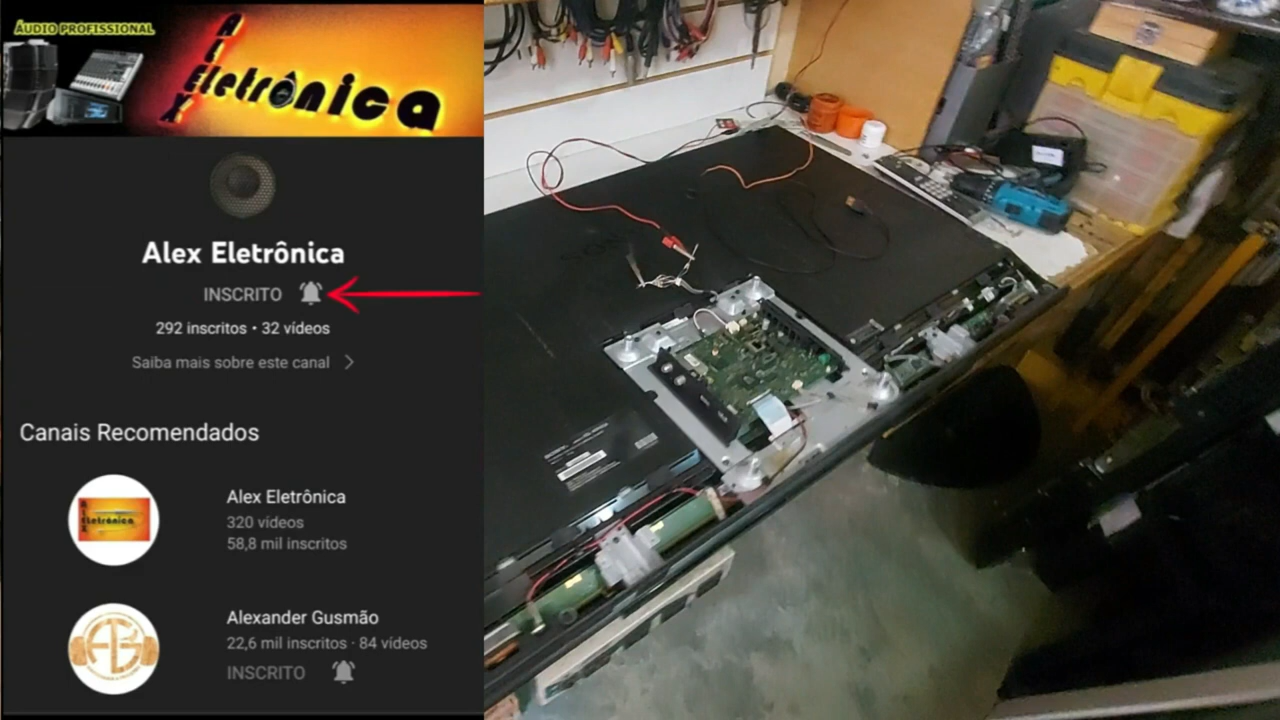 ÁUDIO PROFISSIONAL
ALEX
Eletrônica
Alex Eletrônica
INSCRITO
292 inscritos • 32 vídeos
Saiba mais sobre este canal
Canais Recomendados
Alex Eletrônica
320 vídeos
58,8 mil inscritos
Alexander Gusmão
22,6 mil inscritos · 84 vídeos
INSCRITO